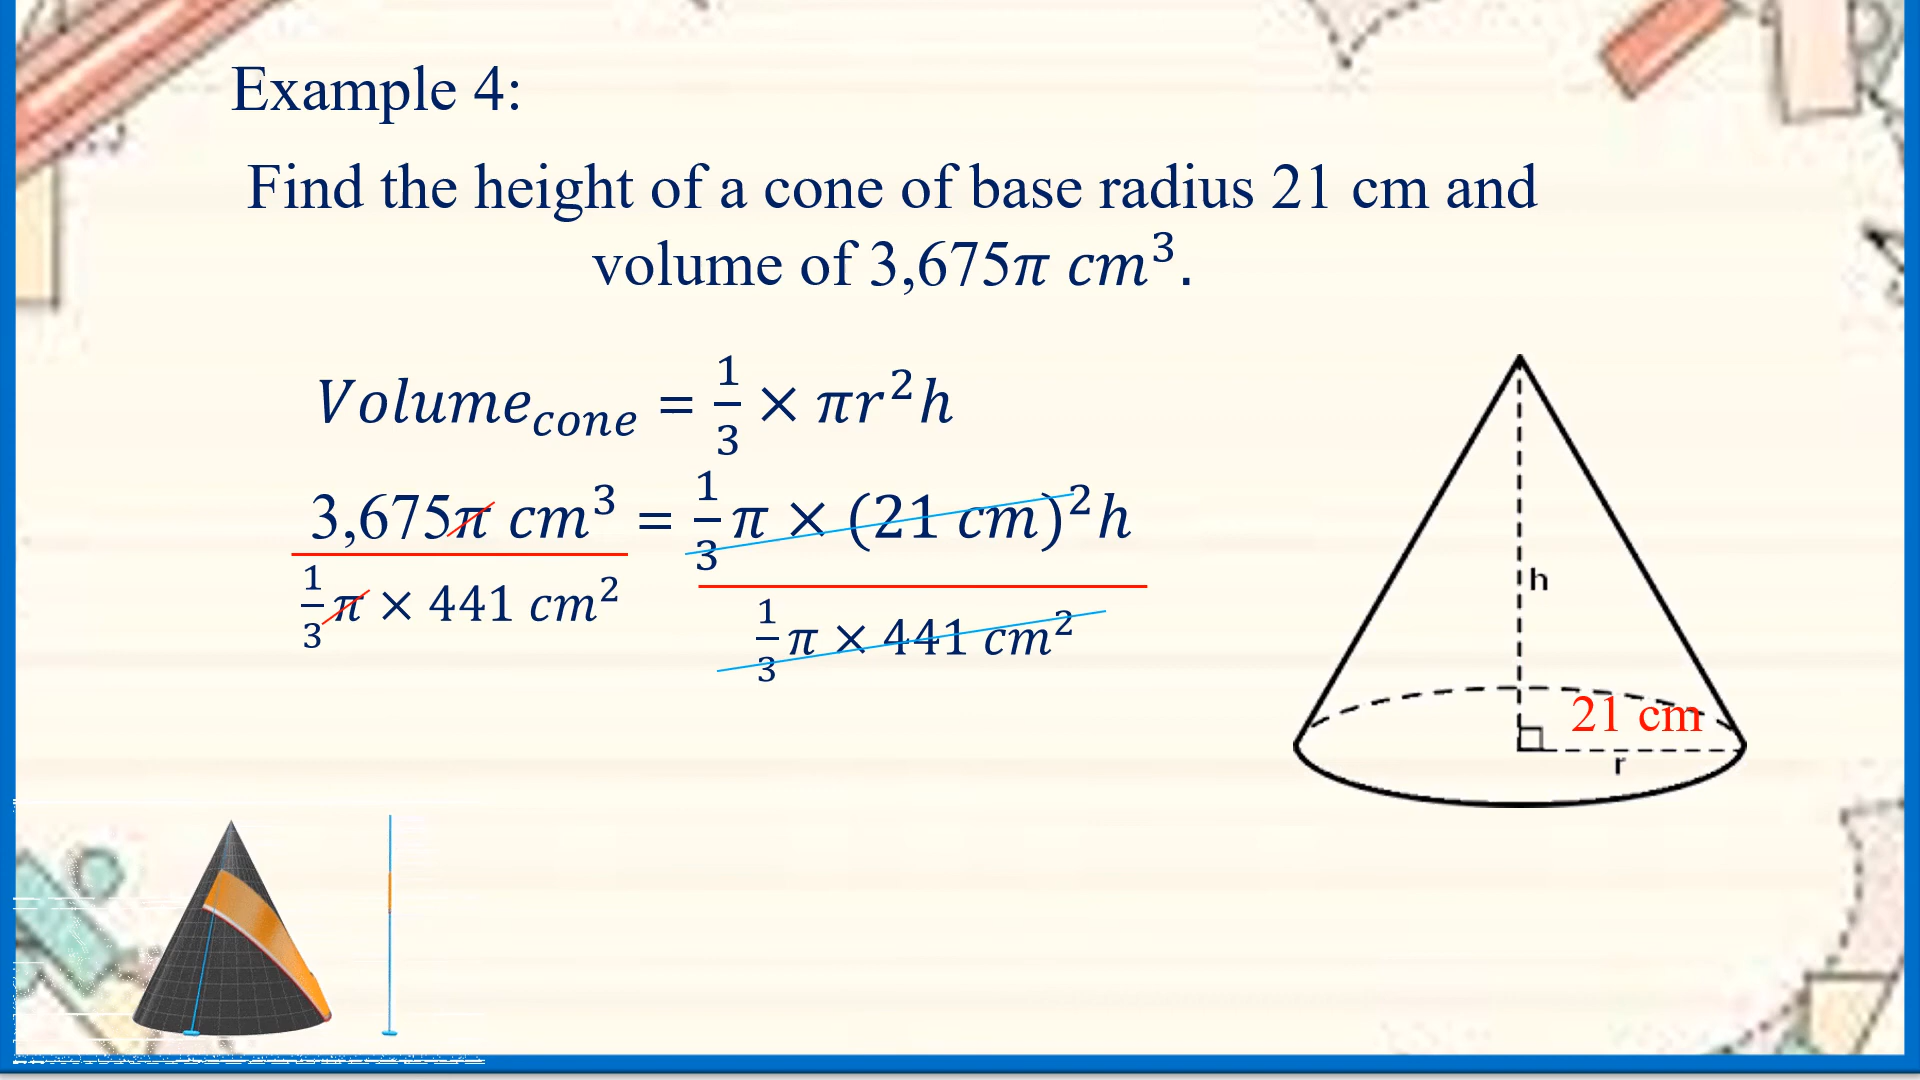 Example 4:
Find the height of a cone of base radius 21 cm and
volume of 3,675𝜋 𝑐𝑚³.
𝑉𝑜𝑙𝑢𝑚𝑒_𝑐𝑜𝑛𝑒 = 1/3 × 𝜋𝑟²ℎ
3,675𝜋 𝑐𝑚³ = 1/3 𝜋 × (21 𝑐𝑚)²ℎ
1/3 𝜋 × 441 𝑐𝑚² 1/3 𝜋 × 441 𝑐𝑚²
h
21 cm
r